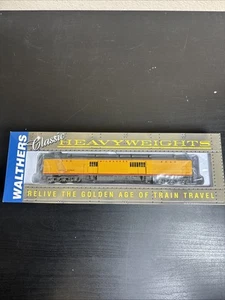 WALTHERS
Classic
HEAVYWEIGHTS
RELIVE THE GOLDEN AGE OF TRAIN TRAVEL